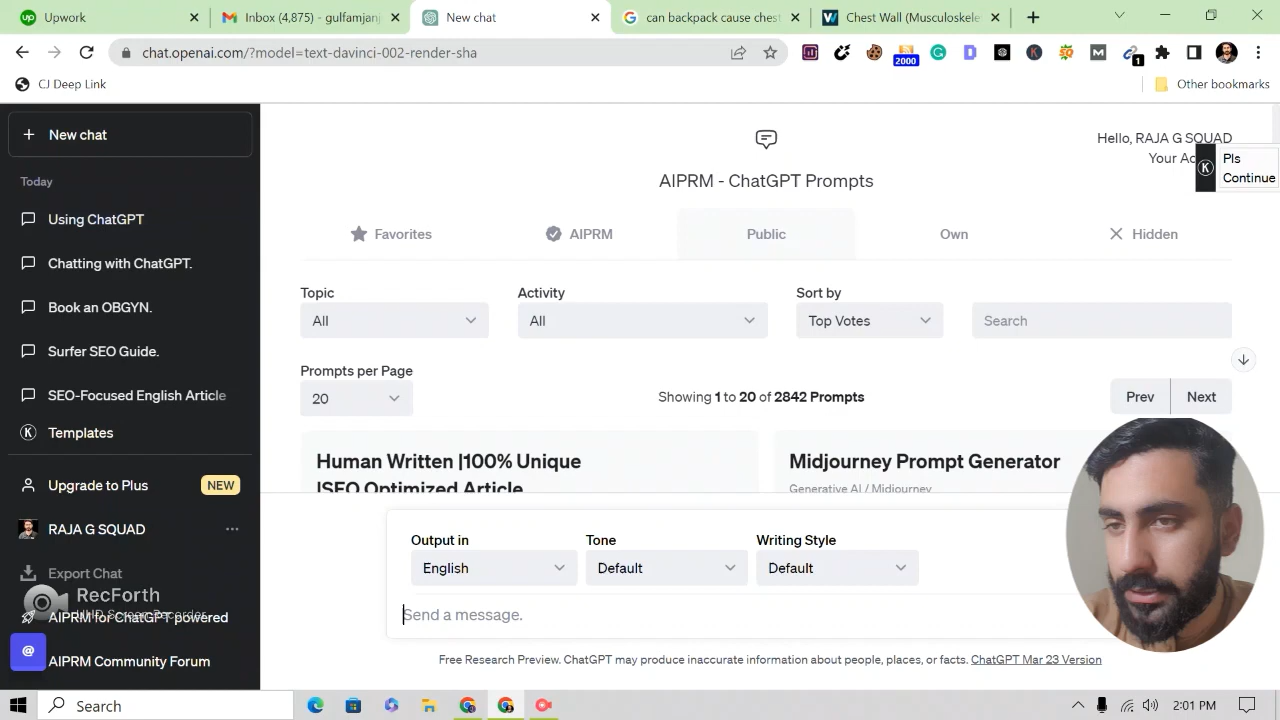 up Upwork
Inbox (4,875) - gulfamjanj
New chat
can backpack cause chest
Chest Wall (Musculoskele
chat.openai.com/?model=text-davinci-002-render-sha
2000
1
CJ Deep Link
Other bookmarks
New chat
Today
Using ChatGPT
Chatting with ChatGPT.
Book an OBGYN.
Surfer SEO Guide.
SEO-Focused English Article
Templates
Upgrade to Plus
NEW
RAJA G SQUAD
Export Chat
RecForth
AIPRM for ChatGPT powered
AIPRM Community Forum
Hello, RAJA G SQUAD
Your
Pls
Continue
AIPRM - ChatGPT Prompts
Favorites
AIPRM
Public
Own
Hidden
Topic
All
Activity
All
Sort by
Top Votes
Search
Prompts per Page
20
Showing 1 to 20 of 2842 Prompts
Prev
Next
Human Written |100% Unique
|SEO Optimized Article
Midjourney Prompt Generator
Generative AI / Midjourney
Output in
English
Tone
Default
Writing Style
Default
Send a message.
Free Research Preview. ChatGPT may produce inaccurate information about people, places, or facts. ChatGPT Mar 23 Version
Search
2:01 PM